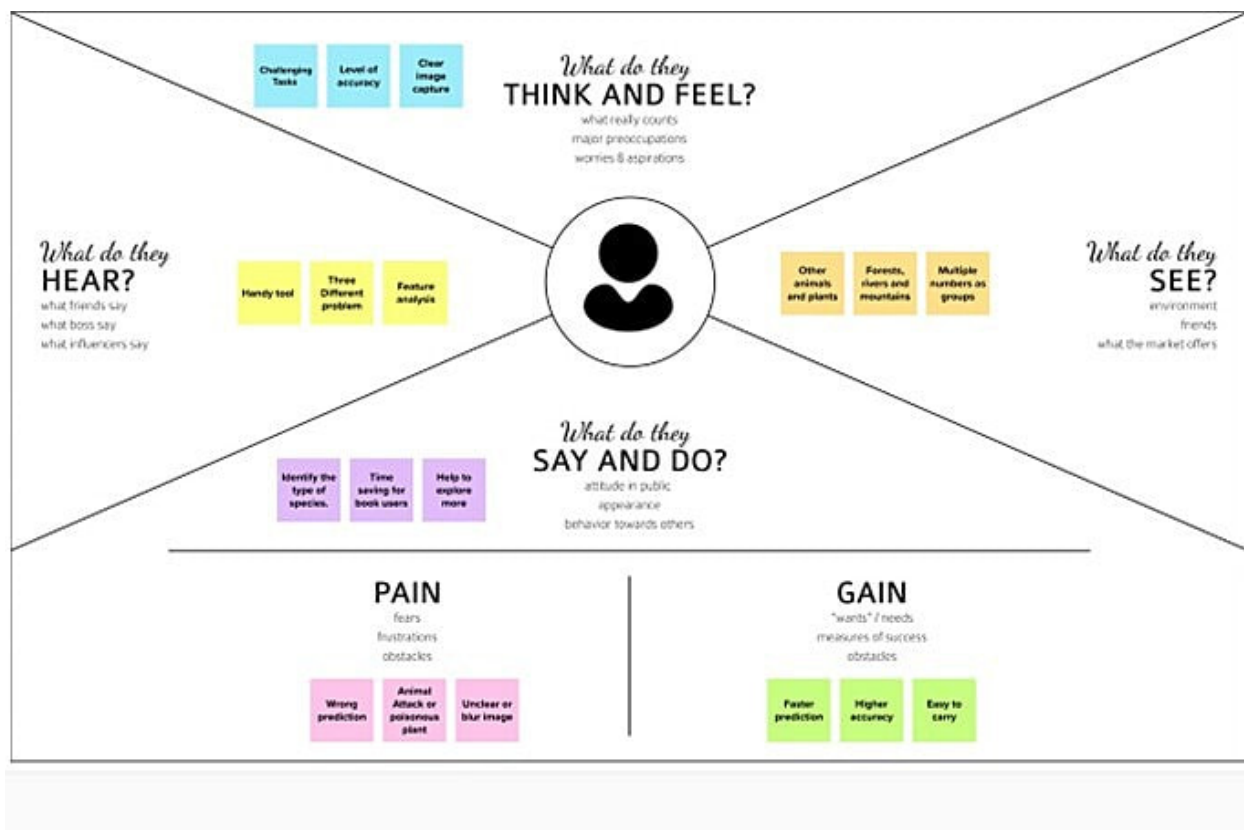 Challenging
Tasks
Level of
accuracy
Clear
image
capture
What do they
THINK AND FEEL?
what really counts
major preoccupations
worries & aspirations
What do they
HEAR?
what friends say
what boss say
what influencers say
Handy tool
Three
Different
problem
Feature
analysis
Other
animals
and plants
Forests,
rivers and
mountains
Multiple
numbers as
groups
What do they
SEE?
environment
friends
what the market offers
What do they
SAY AND DO?
attitude in public
appearance
behavior towards others
Identify the
type of
species.
Time
saving for
book users
Help to
explore
more
PAIN
fears
frustrations
obstacles
Wrong
prediction
Animal
Attack or
poisonous
plant
Unclear or
blur image
GAIN
"wants" / needs
measures of success
obstacles
Faster
prediction
Higher
accuracy
Easy to
carry